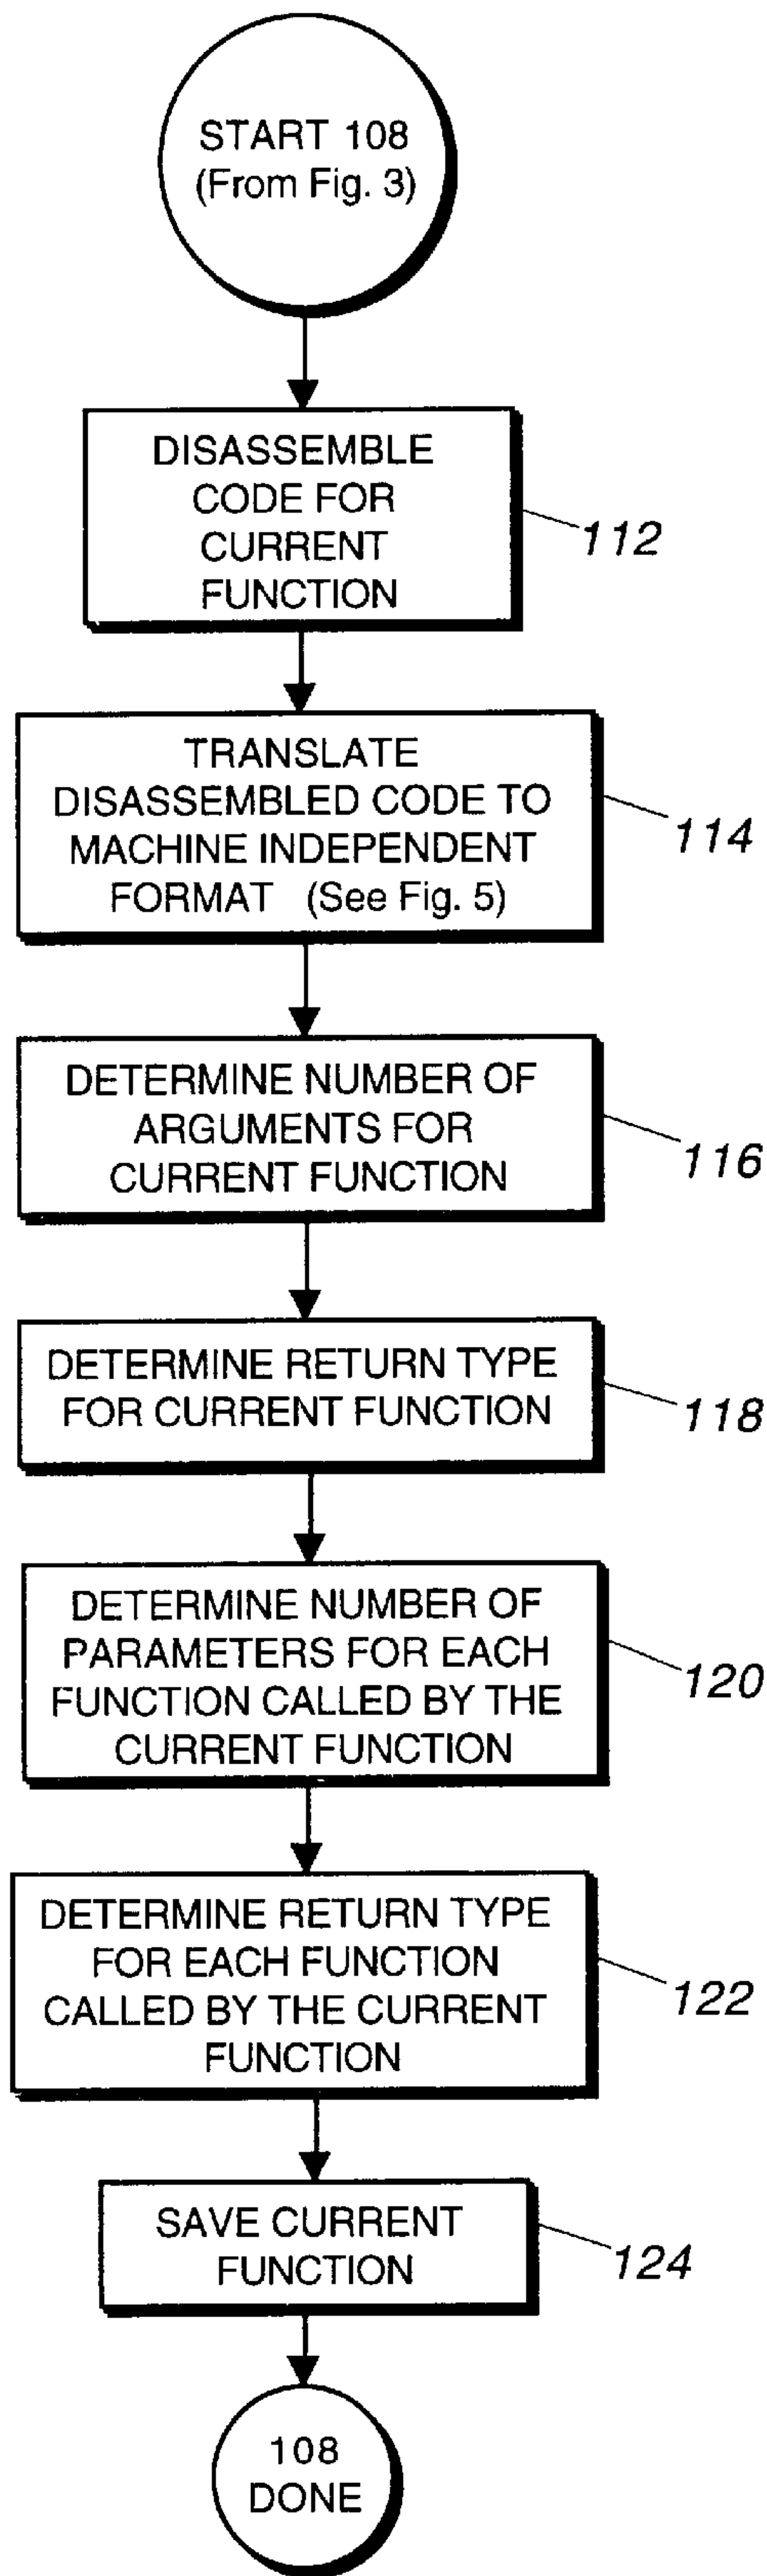 START 108
(From Fig. 3)
DISASSEMBLE
CODE FOR
CURRENT
FUNCTION
112
TRANSLATE
DISASSEMBLED CODE TO
MACHINE INDEPENDENT
FORMAT (See Fig. 5)
114
DETERMINE NUMBER OF
ARGUMENTS FOR
CURRENT FUNCTION
116
DETERMINE RETURN TYPE
FOR CURRENT FUNCTION
118
DETERMINE NUMBER OF
PARAMETERS FOR EACH
FUNCTION CALLED BY THE
CURRENT FUNCTION
120
DETERMINE RETURN TYPE
FOR EACH FUNCTION
CALLED BY THE CURRENT
FUNCTION
122
SAVE CURRENT
FUNCTION
124
108
DONE